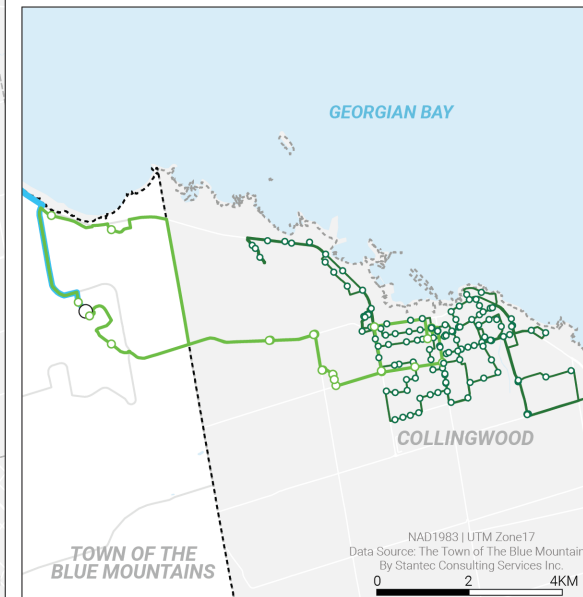 GEORGIAN BAY
COLLINGWOOD
TOWN OF THE
BLUE MOUNTAINS
NAD1983 | UTM Zone17
Data Source: The Town of The Blue Mountain
By Stantec Consulting Services Inc.
0 2 4KM